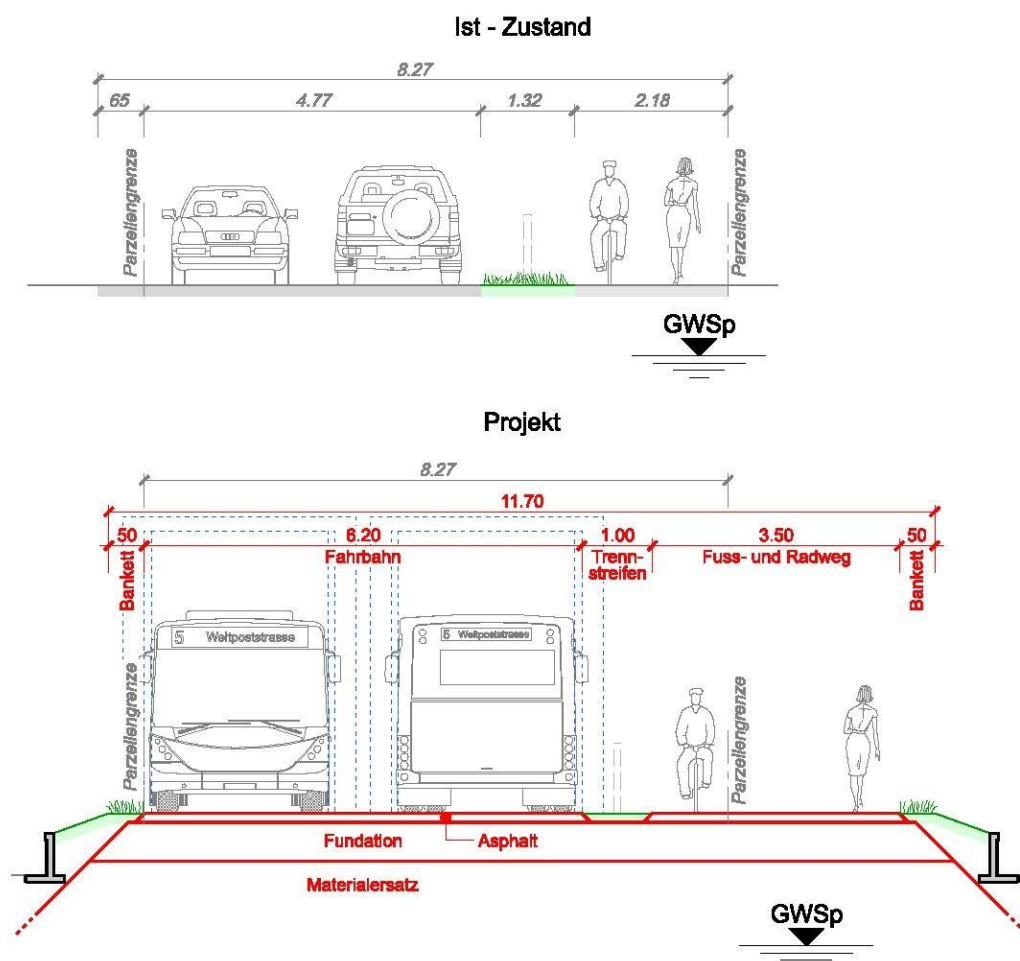 Ist - Zustand
8.27
65 4.77 1.32 2.18
Parzellengrenze
Parzellengrenze
GWSp
Projekt
8.27
11.70
50 6.20 1.00 3.50 50
Bankett
Fahrbahn
Trenn-
streifen
Fuss- und Radweg
Bankett
5 Weltpoststrasse
5 Weltpoststrasse
Parzellengrenze
Parzellengrenze
Fundation
Asphalt
Materialersatz
GWSp